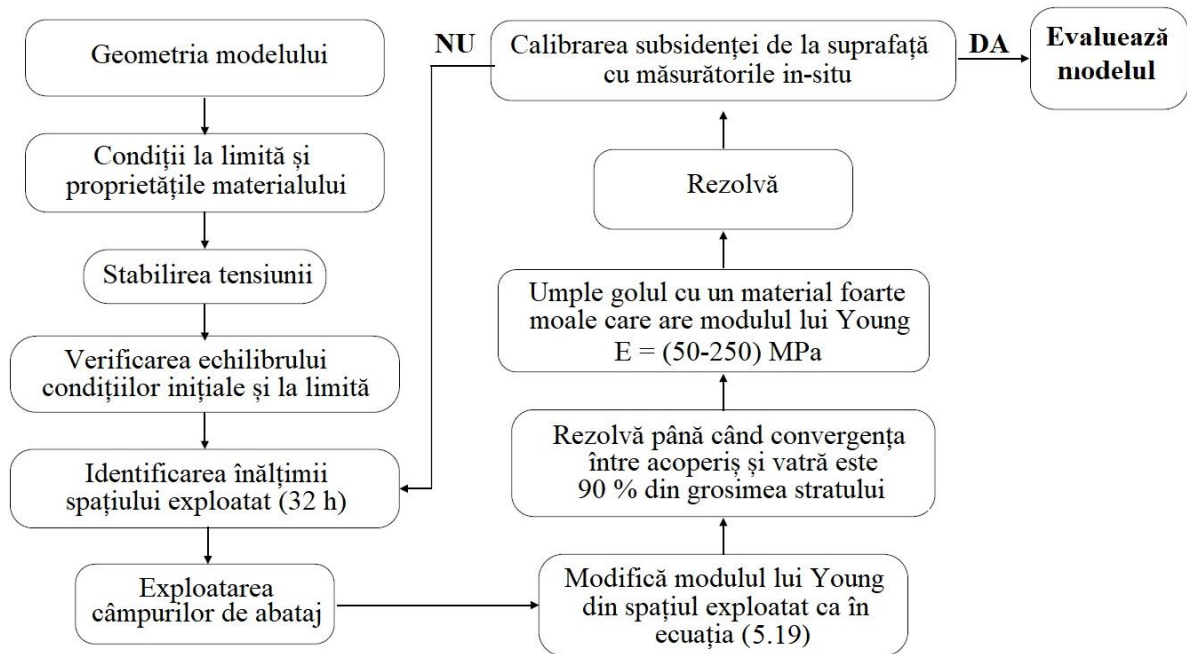 Geometria modelului
Condiții la limită și
proprietățile materialului
Stabilirea tensiunii
Verificarea echilibrului
condițiilor inițiale și la limită
Identificarea înălțimii
spațiului exploatat (32 h)
Exploatarea
câmpurilor de abataj
Modifică modulul lui Young
din spațiul exploatat ca în
ecuația (5.19)
Rezolvă până când convergența
între acoperiș și vatră este
90 % din grosimea stratului
Umple golul cu un material foarte
moale care are modulul lui Young
E = (50-250) MPa
Rezolvă
Calibrarea subsidenței de la suprafață
cu măsurătorile in-situ
NU
DA
Evaluează
modelul